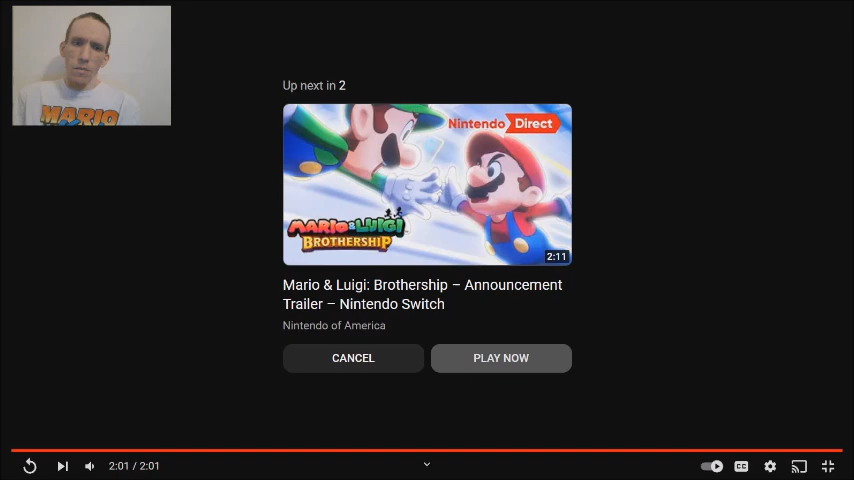 MARIO
Up next in 2
Nintendo Direct
MARIO & LUIGI
BROTHERSHIP
2:11
Mario & Luigi: Brothership – Announcement
Trailer – Nintendo Switch
Nintendo of America
CANCEL
PLAY NOW
2:01 / 2:01
CC